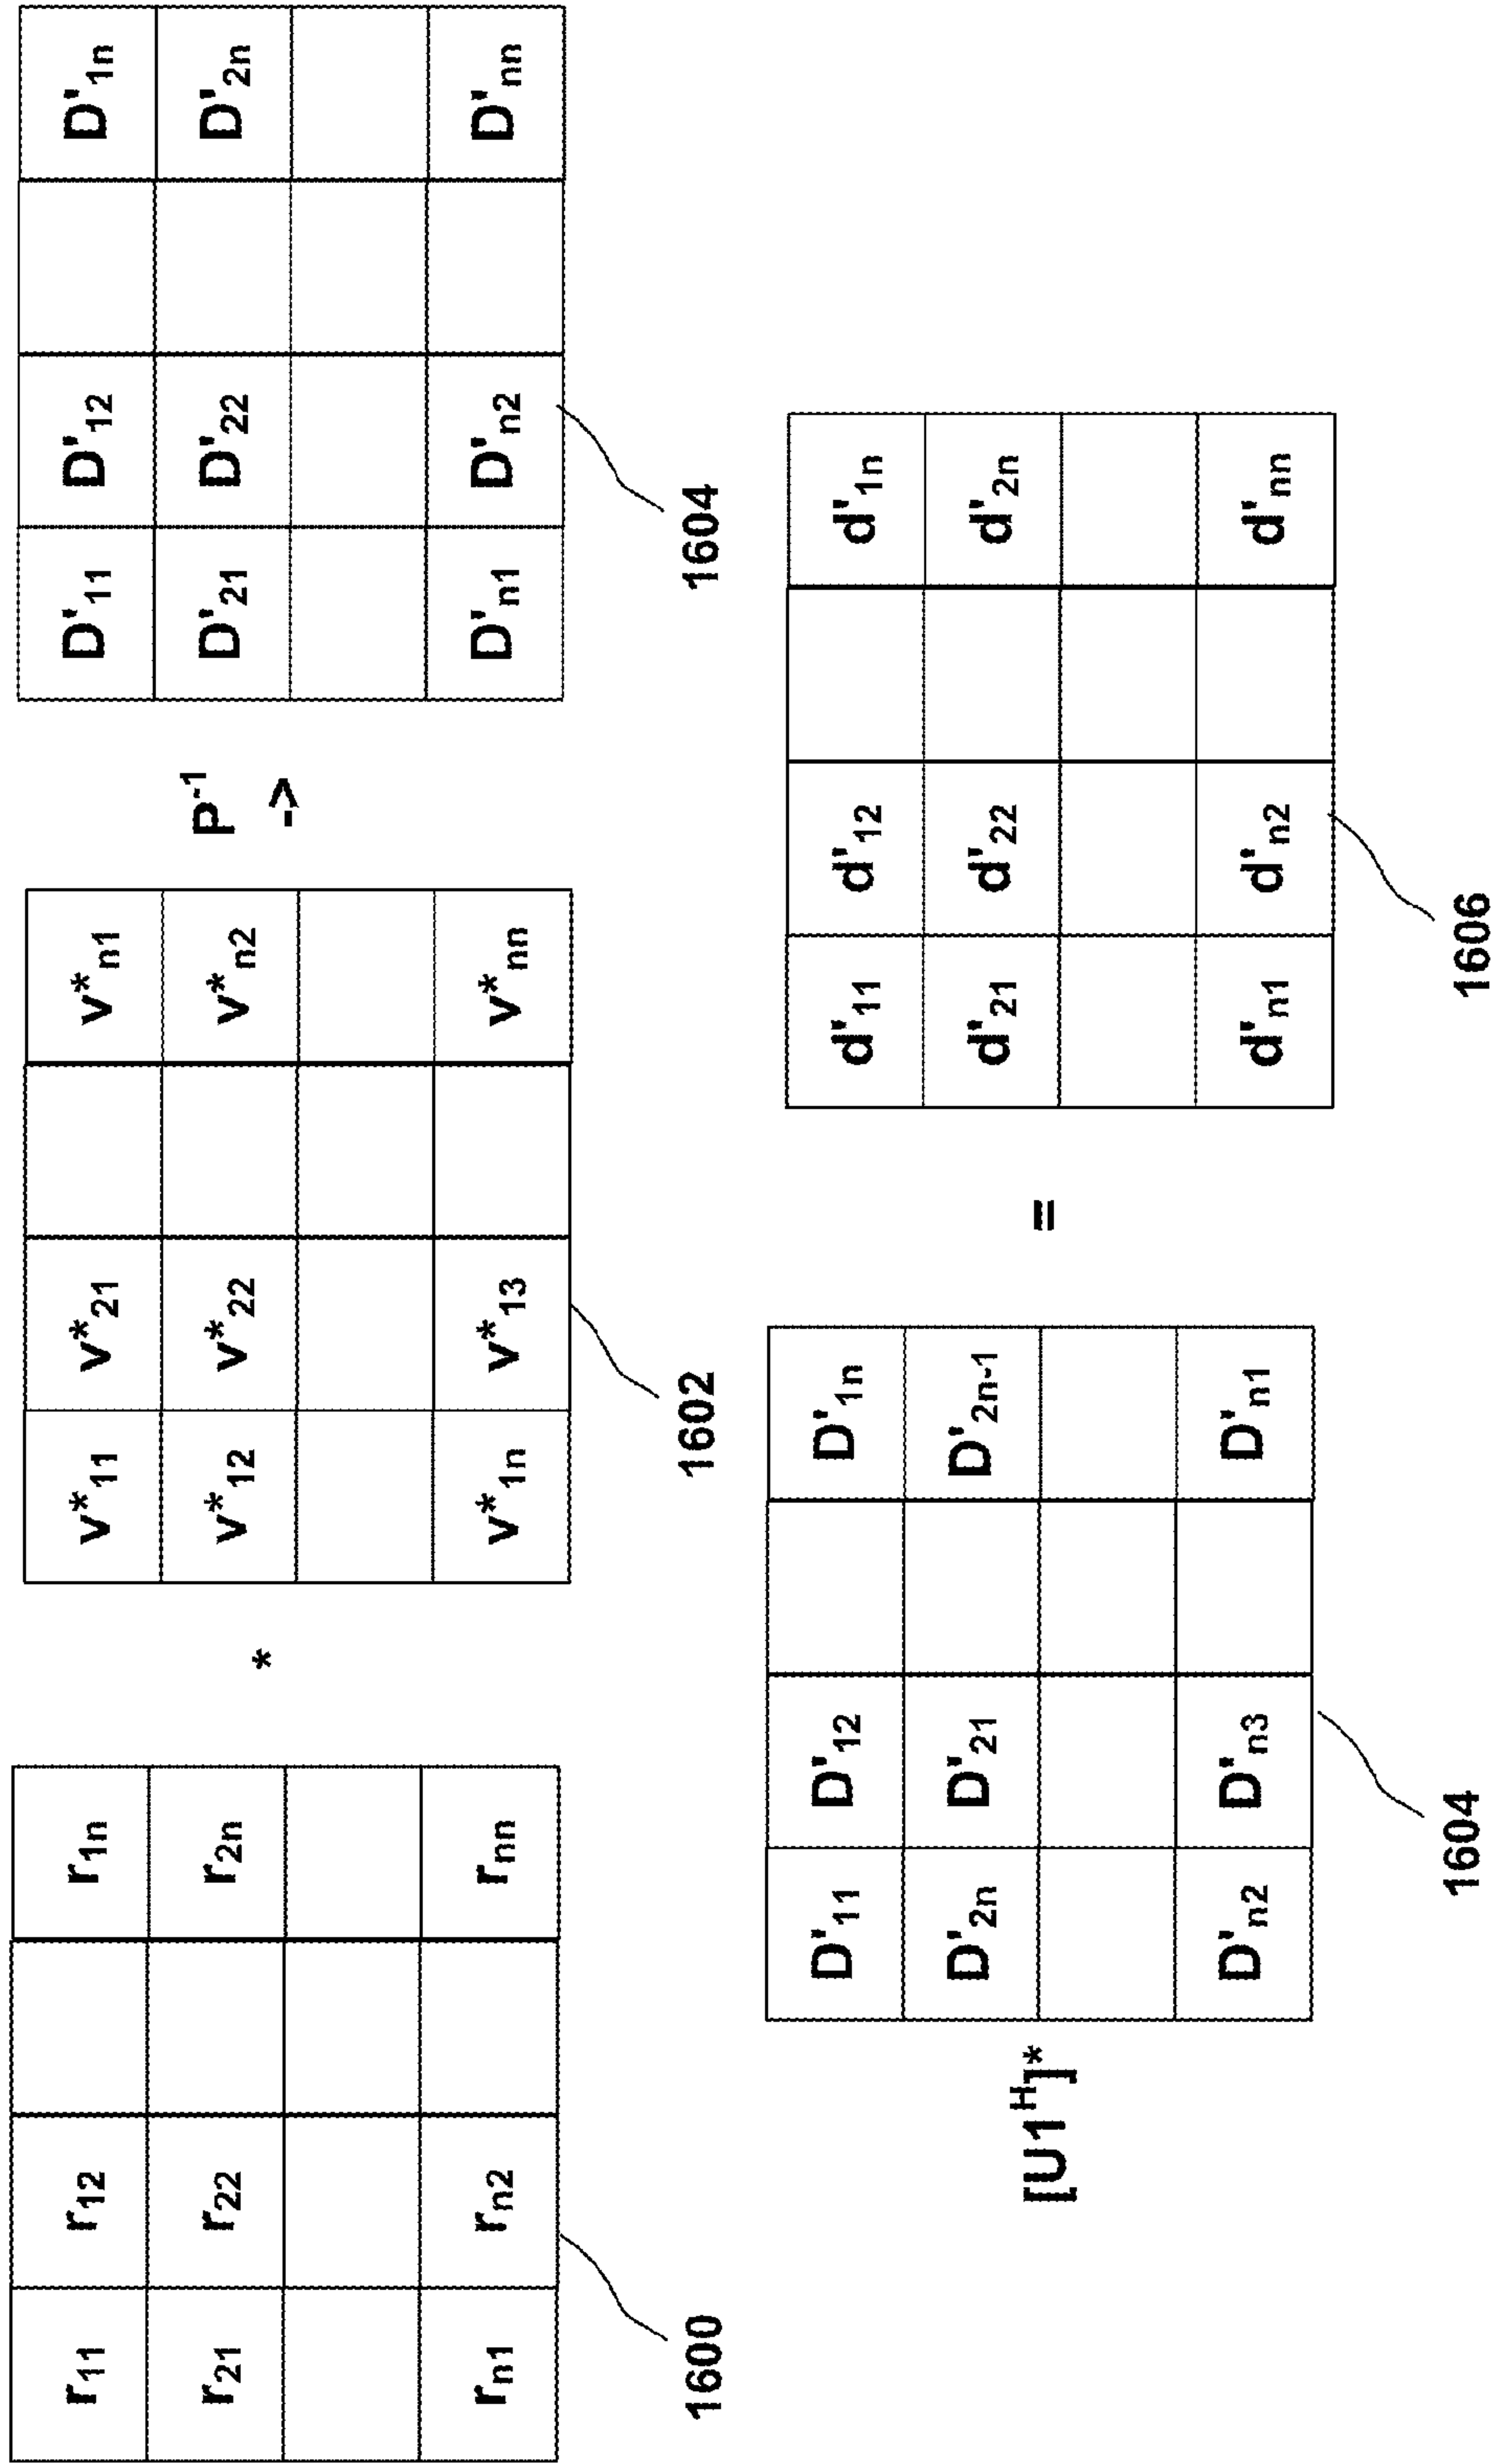 r11 r12 r1n * v*11 v*21 v*n1 P-1 D'11 D'12 D'1n
r21 r22 r2n v*12 v*22 v*n2 -> D'21 D'22 D'2n
rn1 rn2 rnn v*1n v*13 v*nn D'n1 D'n2 D'nn
1600 1602 1604
D'11 D'12 D'1n d'11 d'12 d'1n
[U1H]* D'2n D'21 D'2n-1 = d'21 d'22 d'2n
D'n2 D'n3 D'n1 d'n1 d'n2 d'nn
1604 1606